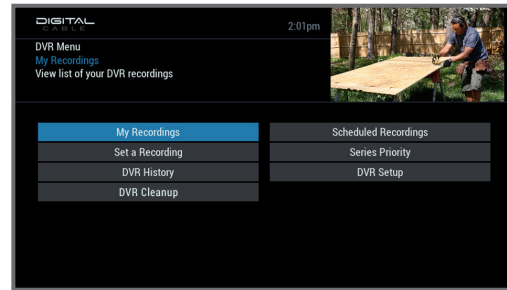 DIGITAL
CABLE
2:01pm
DVR Menu
My Recordings
View list of your DVR recordings
My Recordings
Scheduled Recordings
Set a Recording
Series Priority
DVR History
DVR Setup
DVR Cleanup